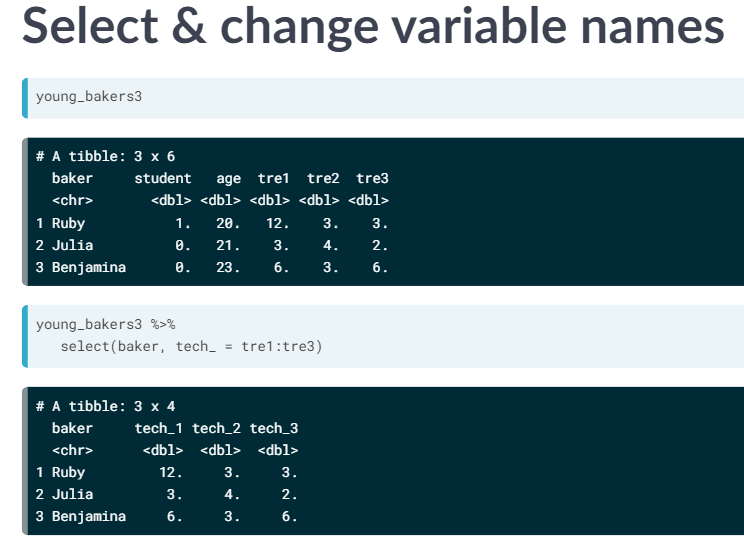 Select & change variable names
young_bakers3
# A tibble: 3 x 6
  baker     student   age  tre1  tre2  tre3
  <chr>       <dbl> <dbl> <dbl> <dbl> <dbl>
1 Ruby           1.   20.   12.    3.    3.
2 Julia          0.   21.    3.    4.    2.
3 Benjamina      0.   23.    6.    3.    6.
young_bakers3 %>%
   select(baker, tech_ = tre1:tre3)
# A tibble: 3 x 4
  baker     tech_1 tech_2 tech_3
  <chr>      <dbl>  <dbl>  <dbl>
1 Ruby         12.     3.     3.
2 Julia         3.     4.     2.
3 Benjamina     6.     3.     6.